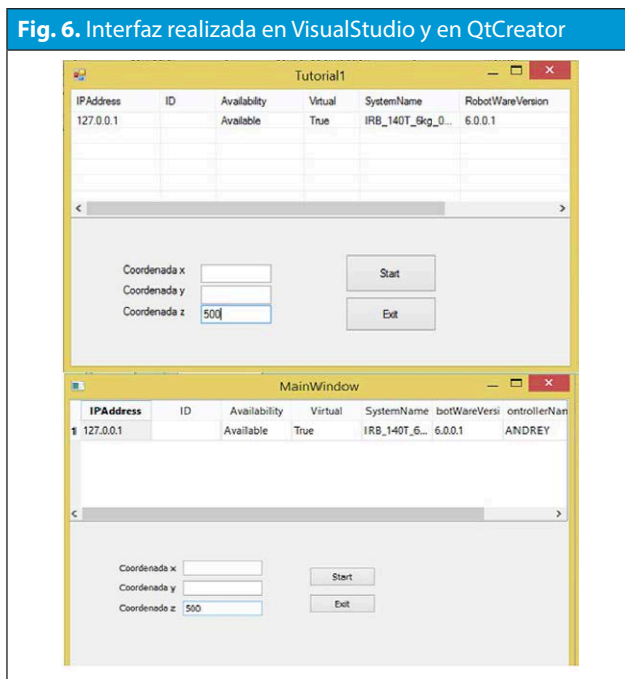 Fig. 6. Interfaz realizada en VisualStudio y en QtCreator
Tutorial1
IPAddress ID Availability Virtual SystemName RobotWareVersion
127.0.0.1 Available True IRB_140T_6kg_0... 6.0.0.1
Coordenada x
Coordenada y
Coordenada z 500
Start
Exit
MainWindow
IPAddress ID Availability Virtual SystemName botWareVersi ontrollerNan
1 127.0.0.1 Available True IRB_140T_6... 6.0.0.1 ANDREY
Coordenada x
Coordenada y
Coordenada z 500
Start
Exit